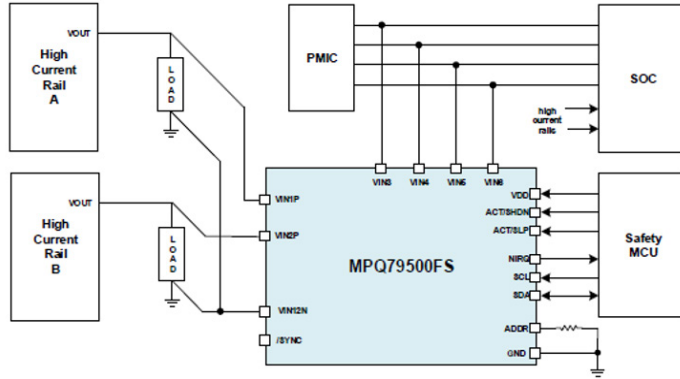 VOUT
High
Current
Rail
A
L
O
A
D
PMIC
SOC
high
current
rails
VIN3
VIN4
VIN5
VIN6
VOUT
High
Current
Rail
B
L
O
A
D
VIN1P
VIN2P
VIN12N
/SYNC
MPQ79500FS
VDD
ACT/SHDN
ACT/SLP
NIRQ
SCL
SDA
ADDR
GND
Safety
MCU